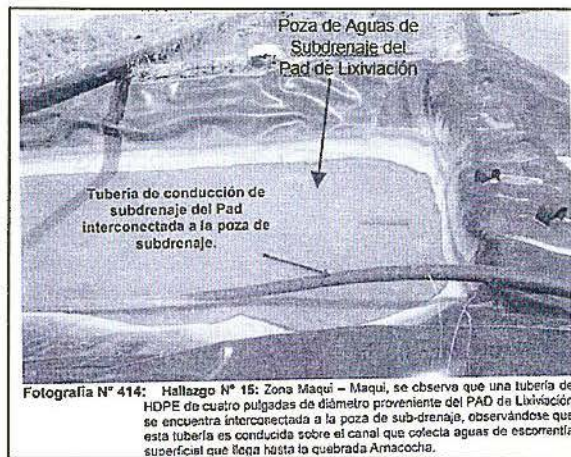 Poza de Aguas de
Subdrenaje del
Pad de Lixiviación
Tubería de conducción de
subdrenaje del Pad
interconectada a la poza de
subdrenaje.
Fotografía N° 414: Hallazgo N° 15: Zona Maqui – Maqui, se observa que una tubería de
HDPE de cuatro pulgadas de diámetro proveniente del PAD de Lixiviación
se encuentra interconectada a la poza de sub-drenaje, observándose que
esta tubería es conducida sobre el canal que colecta aguas de escorrentía
superficial que llega hasta la quebrada Arnacocha.